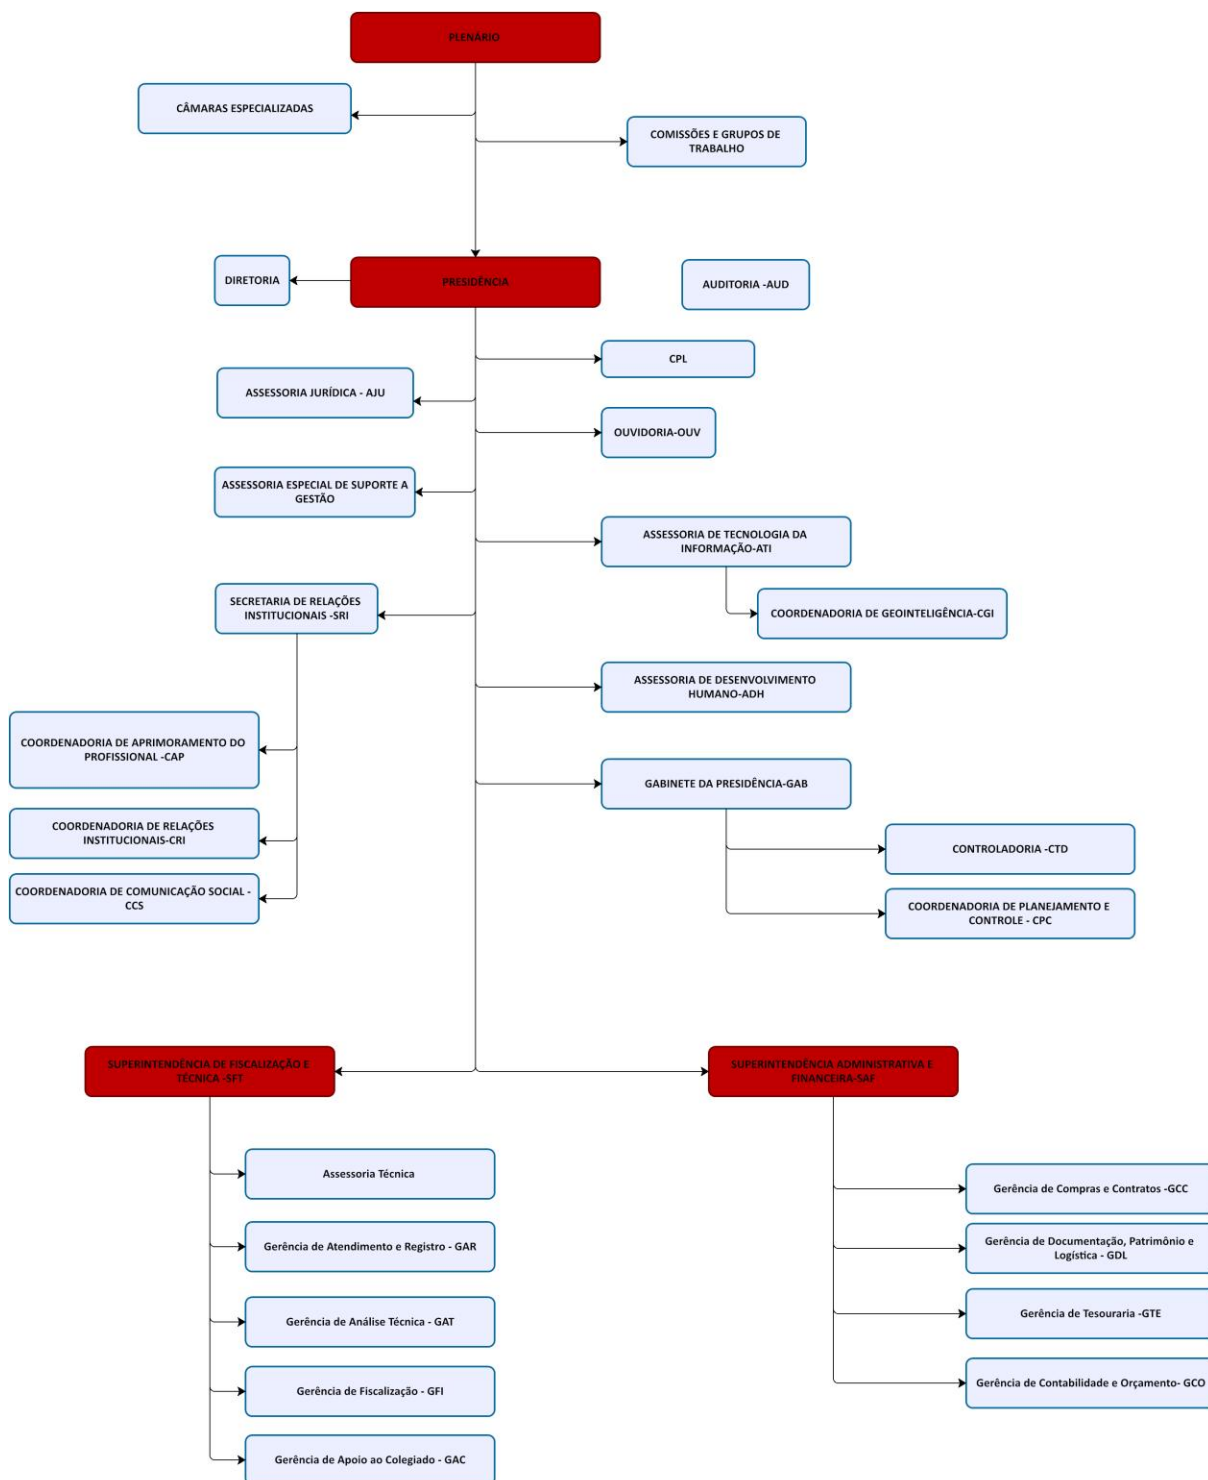 PLENÁRIO
CÂMARAS ESPECIALIZADAS
COMISSÕES E GRUPOS DE
TRABALHO
DIRETORIA
PRESIDÊNCIA
AUDITORIA -AUD
CPL
ASSESSORIA JURÍDICA - AJU
OUVIDORIA-OUV
ASSESSORIA ESPECIAL DE SUPORTE A
GESTÃO
ASSESSORIA DE TECNOLOGIA DA
INFORMAÇÃO-ATI
SECRETARIA DE RELAÇÕES
INSTITUCIONAIS -SRI
COORDENADORIA DE GEOINTELIGÊNCIA-CGI
ASSESSORIA DE DESENVOLVIMENTO
HUMANO-ADH
COORDENADORIA DE APRIMORAMENTO DO
PROFISSIONAL -CAP
GABINETE DA PRESIDÊNCIA-GAB
COORDENADORIA DE RELAÇÕES
INSTITUCIONAIS-CRI
CONTROLADORIA -CTD
COORDENADORIA DE COMUNICAÇÃO SOCIAL -
CCS
COORDENADORIA DE PLANEJAMENTO E
CONTROLE - CPC
SUPERINTENDÊNCIA DE FISCALIZAÇÃO E
TÉCNICA -SFT
SUPERINTENDÊNCIA ADMINISTRATIVA E
FINANCEIRA-SAF
Assessoria Técnica
Gerência de Atendimento e Registro - GAR
Gerência de Análise Técnica - GAT
Gerência de Fiscalização - GFI
Gerência de Apoio ao Colegiado - GAC
Gerência de Compras e Contratos -GCC
Gerência de Documentação, Patrimônio e
Logística - GDL
Gerência de Tesouraria -GTE
Gerência de Contabilidade e Orçamento- GCO